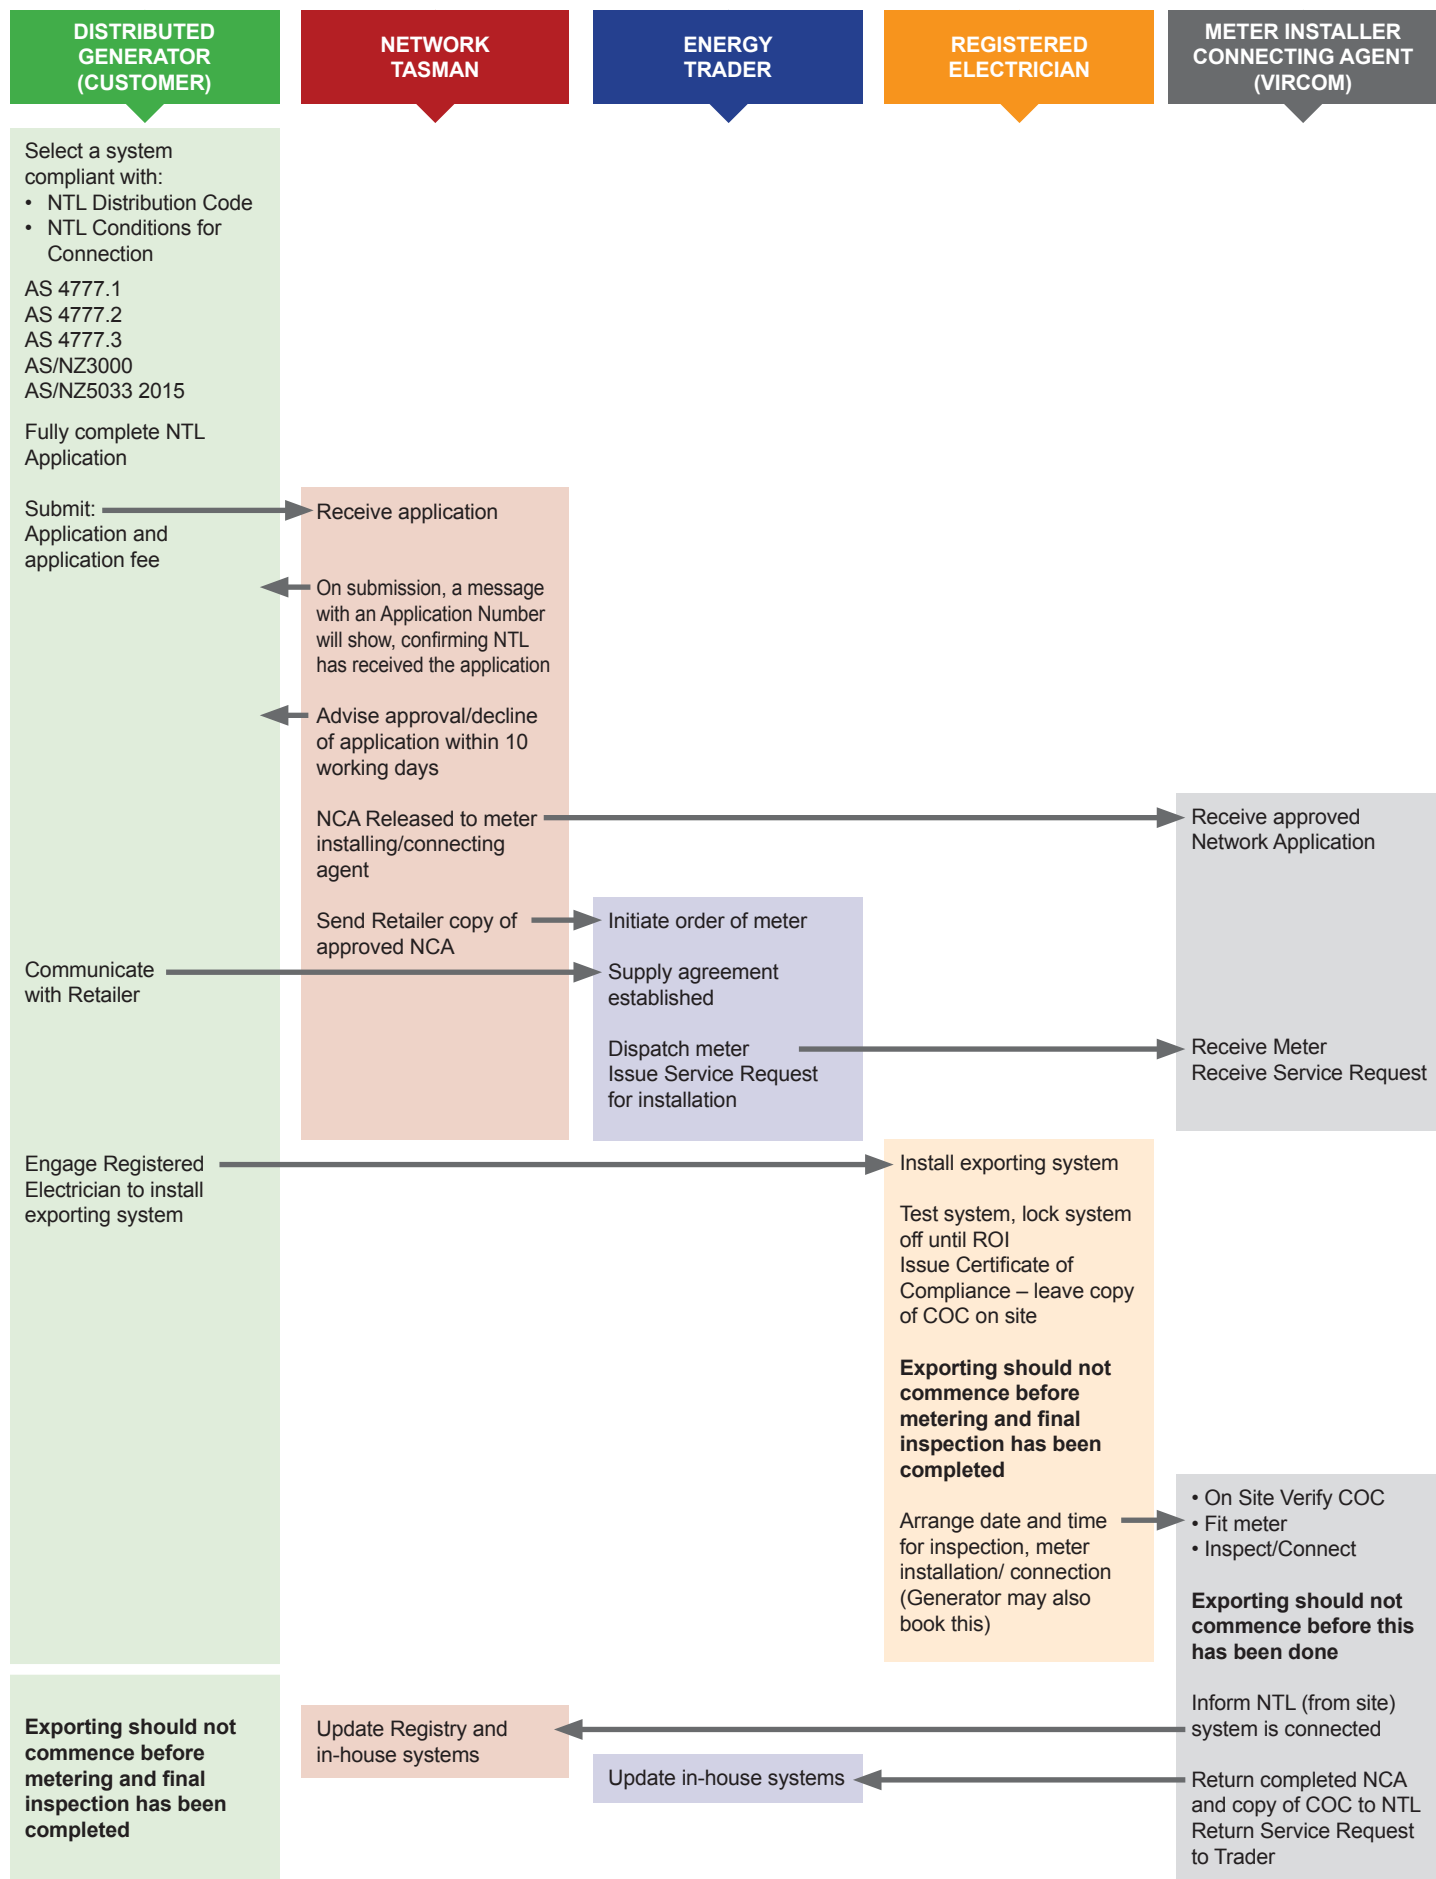 DISTRIBUTED
GENERATOR
(CUSTOMER)
NETWORK
TASMAN
ENERGY
TRADER
REGISTERED
ELECTRICIAN
METER INSTALLER
CONNECTING AGENT
(VIRCOM)
Select a system
compliant with:
• NTL Distribution Code
• NTL Conditions for
Connection
AS 4777.1
AS 4777.2
AS 4777.3
AS/NZ3000
AS/NZ5033 2015
Fully complete NTL
Application
Submit:
Application and
application fee
Receive application
On submission, a message
with an Application Number
will show, confirming NTL
has received the application
Advise approval/decline
of application within 10
working days
NCA Released to meter
installing/connecting
agent
Receive approved
Network Application
Send Retailer copy of
approved NCA
Initiate order of meter
Communicate
with Retailer
Supply agreement
established
Dispatch meter
Issue Service Request
for installation
Receive Meter
Receive Service Request
Engage Registered
Electrician to install
exporting system
Install exporting system
Test system, lock system
off until ROI
Issue Certificate of
Compliance – leave copy
of COC on site
Exporting should not
commence before
metering and final
inspection has been
completed
Arrange date and time
for inspection, meter
installation/ connection
(Generator may also
book this)
• On Site Verify COC
• Fit meter
• Inspect/Connect
Exporting should not
commence before this
has been done
Inform NTL (from site)
system is connected
Return completed NCA
and copy of COC to NTL
Return Service Request
to Trader
Exporting should not
commence before
metering and final
inspection has been
completed
Update Registry and
in-house systems
Update in-house systems